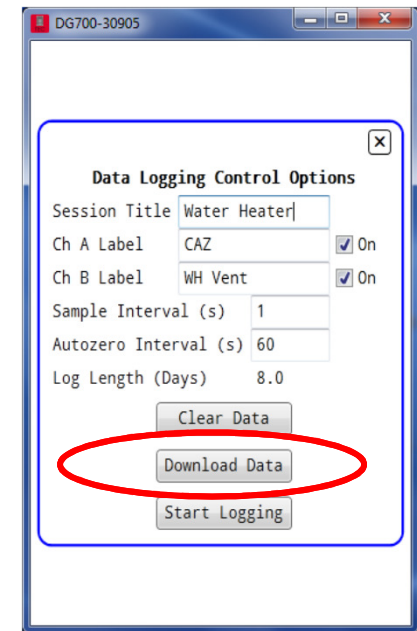 DG700-30905
Data Logging Control Options
Session Title Water Heater
Ch A Label CAZ On
Ch B Label WH Vent On
Sample Interval (s) 1
Autozero Interval (s) 60
Log Length (Days) 8.0
Clear Data
Download Data
Start Logging